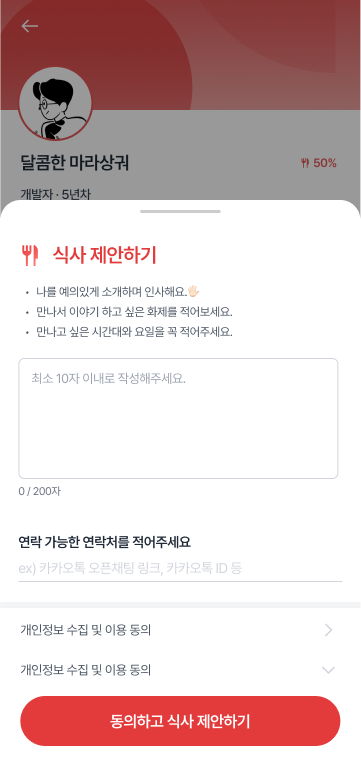 달콤한 마라샹궈
50%
개발자 · 5년차
식사 제안하기
• 나를 예의있게 소개하며 인사해요.🖐🏻
• 만나서 이야기 하고 싶은 화제를 적어보세요.
• 만나고 싶은 시간대와 요일을 꼭 적어주세요.
최소 10자 이내로 작성해주세요.
0 / 200자
연락 가능한 연락처를 적어주세요
ex) 카카오톡 오픈채팅 링크, 카카오톡 ID 등
개인정보 수집 및 이용 동의
개인정보 수집 및 이용 동의
동의하고 식사 제안하기